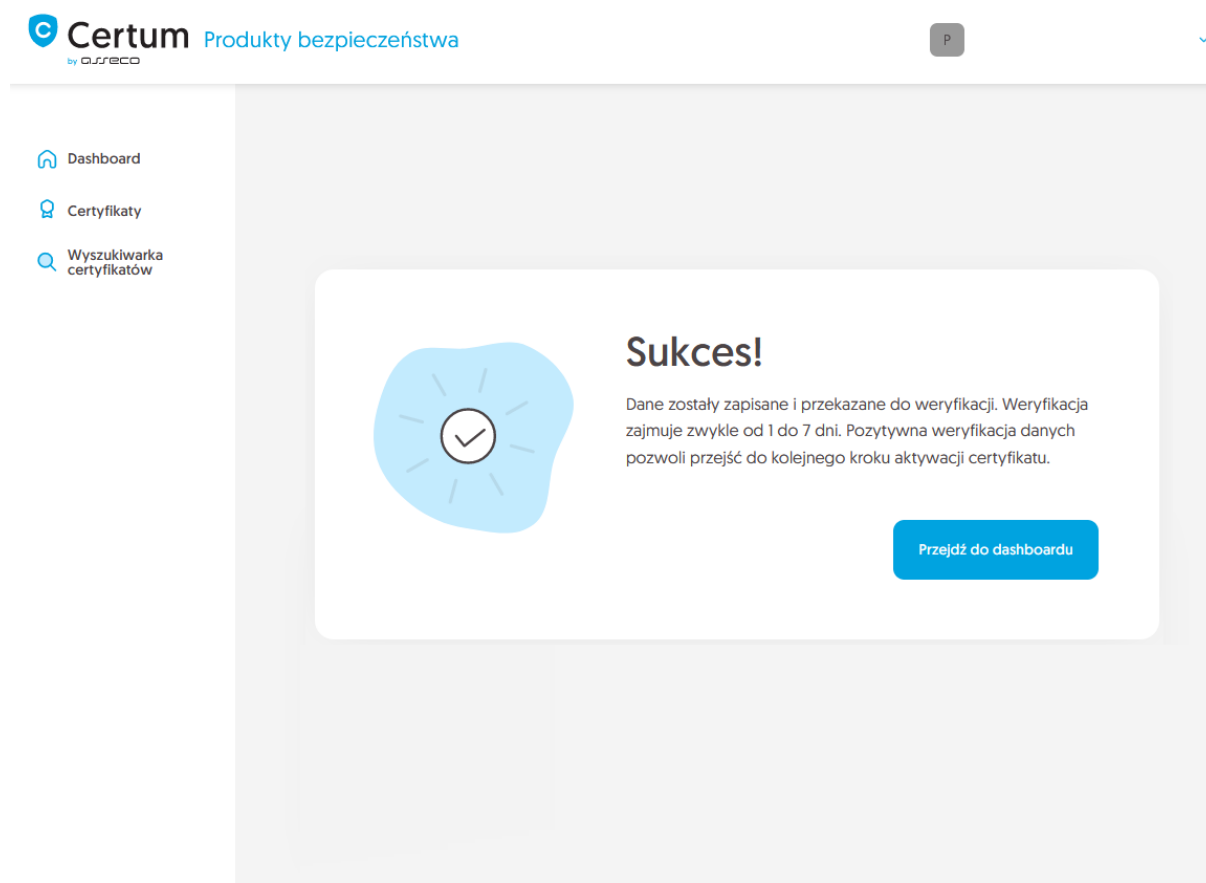 Certum Produkty bezpieczeństwa
by asseco
P
Dashboard
Certyfikaty
Wyszukiwarka
certyfikatów
Sukces!
Dane zostały zapisane i przekazane do weryfikacji. Weryfikacja
zajmuje zwykle od 1 do 7 dni. Pozytywna weryfikacja danych
pozwoli przejść do kolejnego kroku aktywacji certyfikatu.
Przejdź do dashboardu